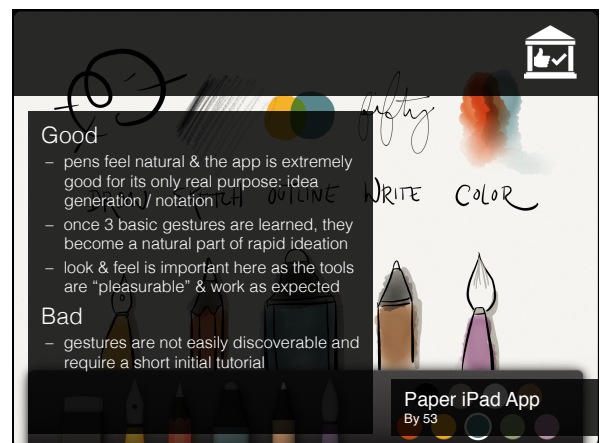 Good
– pens feel natural & the app is extremely
good for its only real purpose: idea
generation / notation
– once 3 basic gestures are learned, they
become a natural part of rapid ideation
– look & feel is important here as the tools
are “pleasurable” & work as expected
Bad
– gestures are not easily discoverable and
require a short initial tutorial
fifty
DRAW SKETCH OUTLINE WRITE COLOR
Paper iPad App
By 53